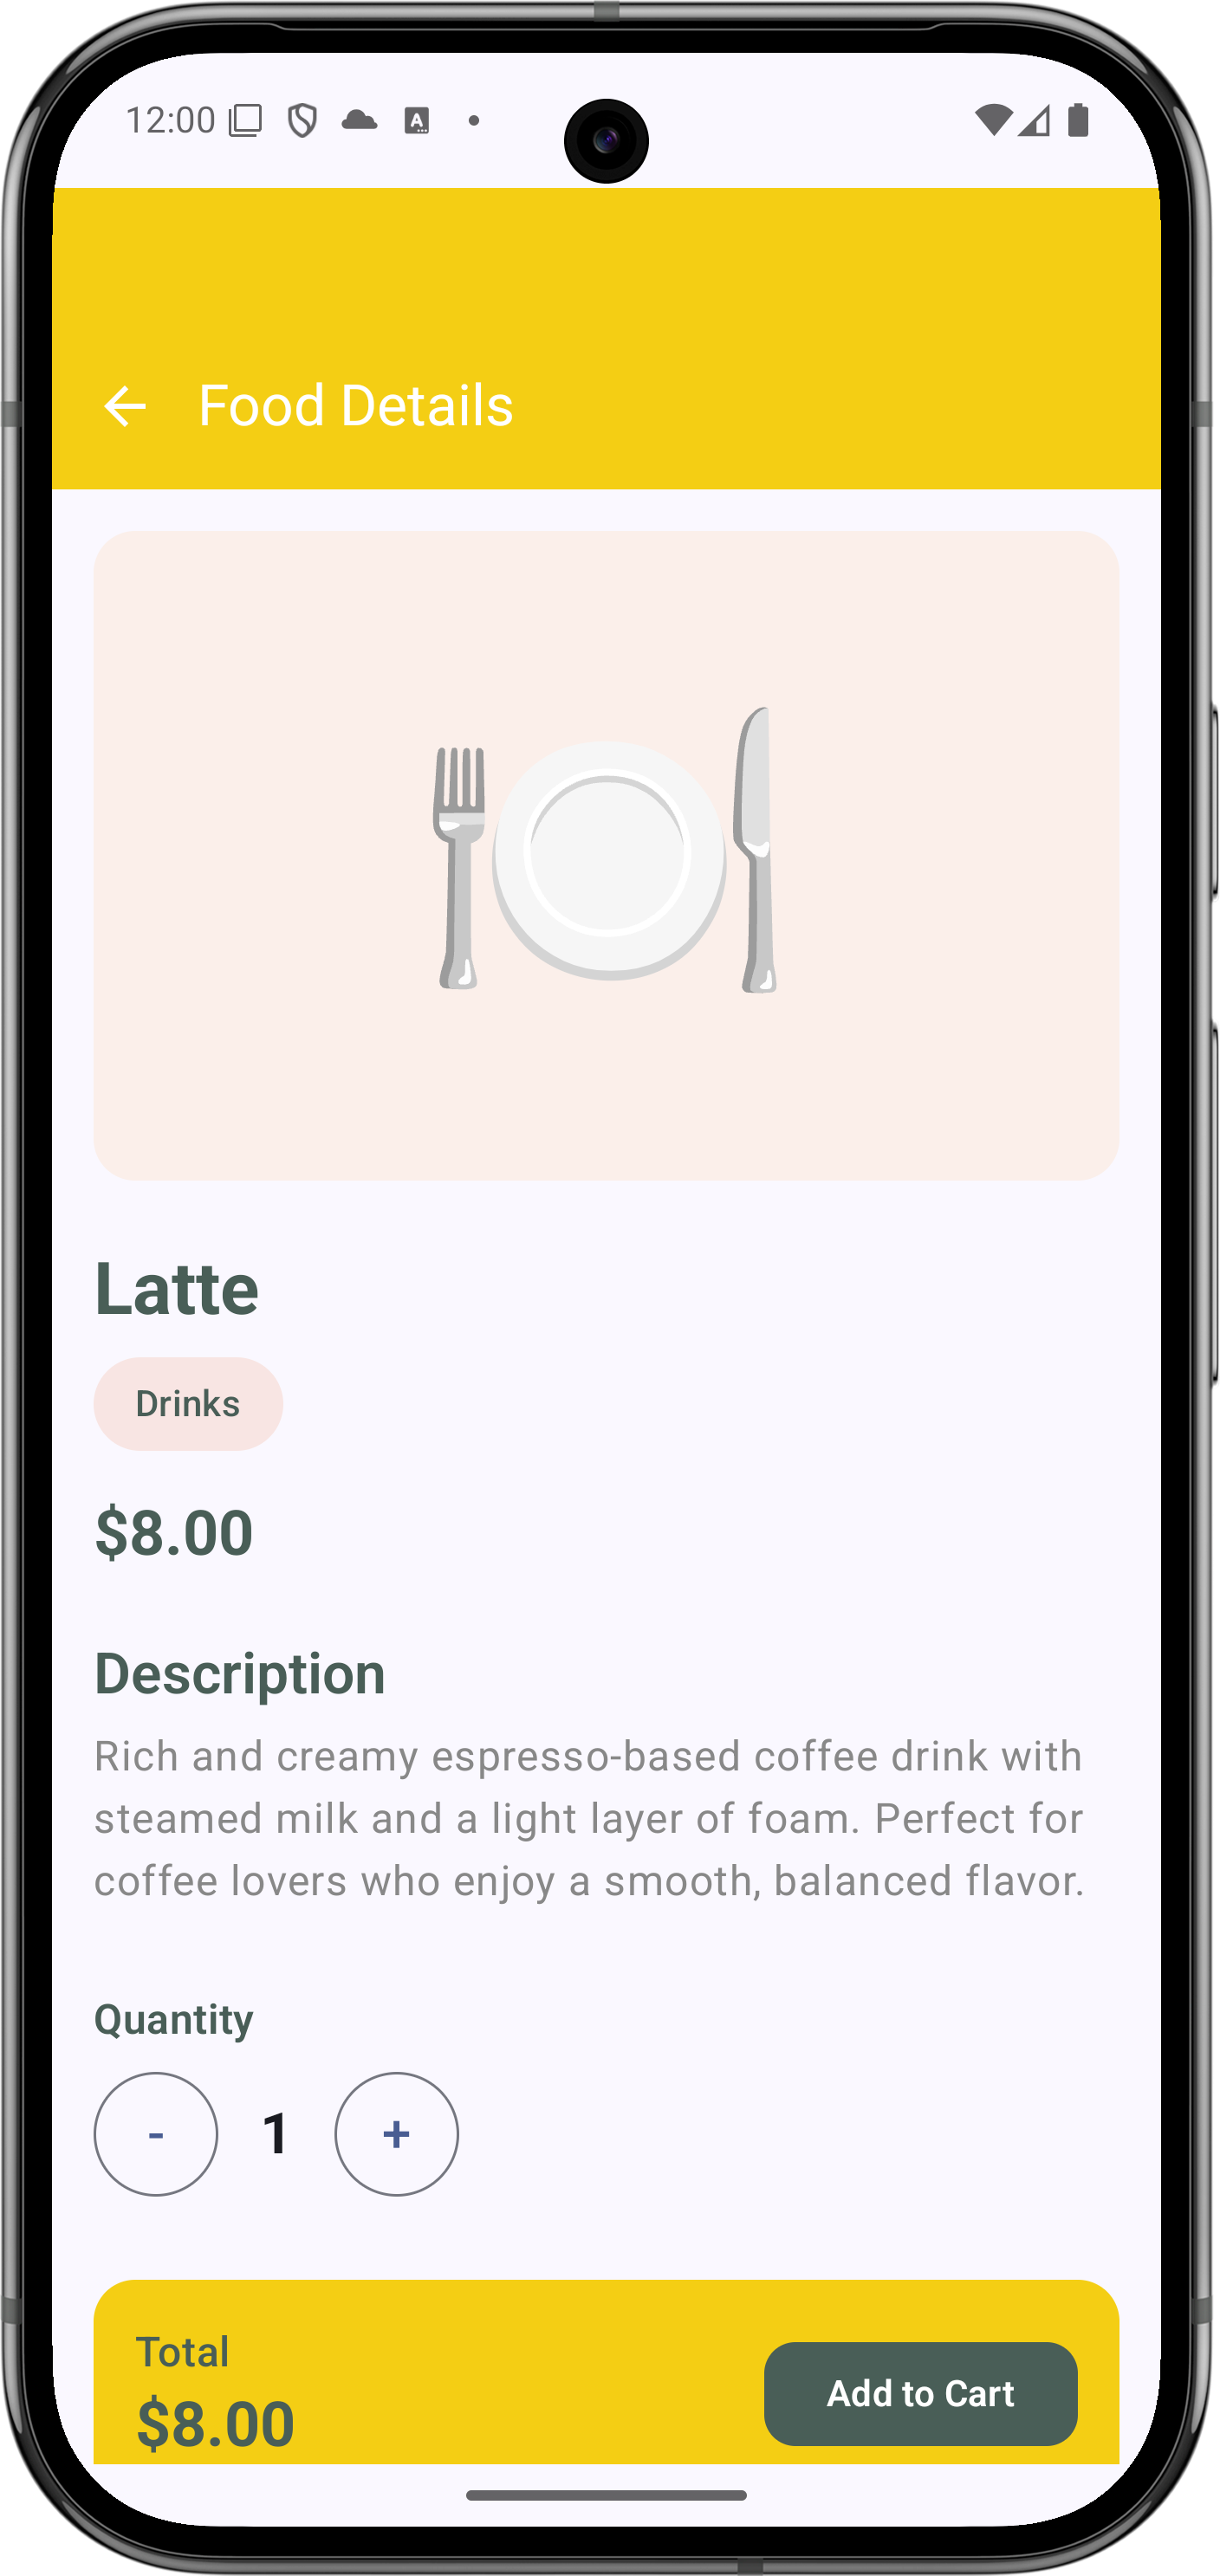 12:00
Food Details
Latte
Drinks
$8.00
Description
Rich and creamy espresso-based coffee drink with
steamed milk and a light layer of foam. Perfect for
coffee lovers who enjoy a smooth, balanced flavor.
Quantity
- 1 +
Total
$8.00
Add to Cart